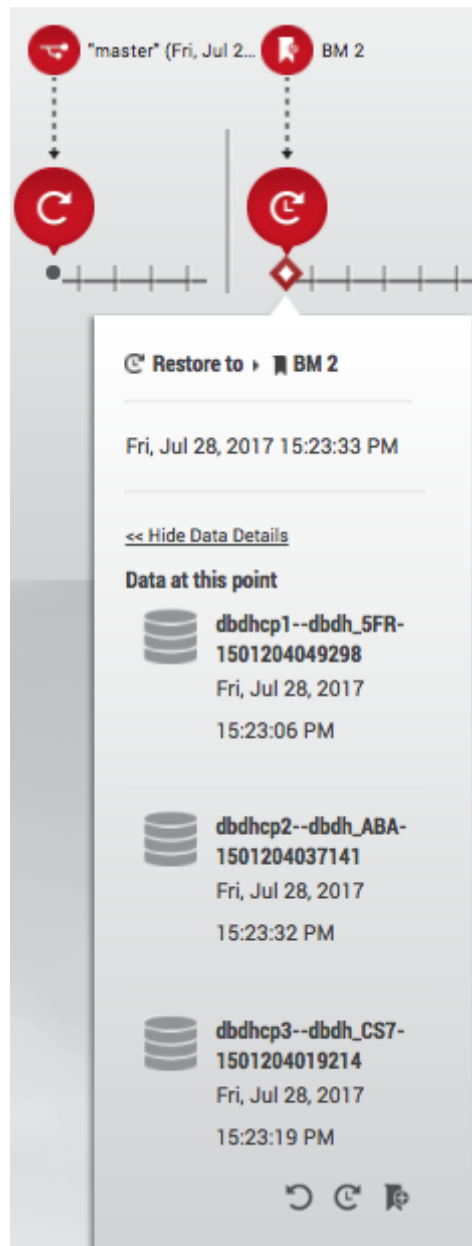 "master" (Fri, Jul 2... BM 2
Restore to BM 2
Fri, Jul 28, 2017 15:23:33 PM
<< Hide Data Details
Data at this point
dbdhcp1--dbdh_5FR-
1501204049298
Fri, Jul 28, 2017
15:23:06 PM
dbdhcp2--dbdh_ABA-
1501204037141
Fri, Jul 28, 2017
15:23:32 PM
dbdhcp3--dbdh_CS7-
1501204019214
Fri, Jul 28, 2017
15:23:19 PM